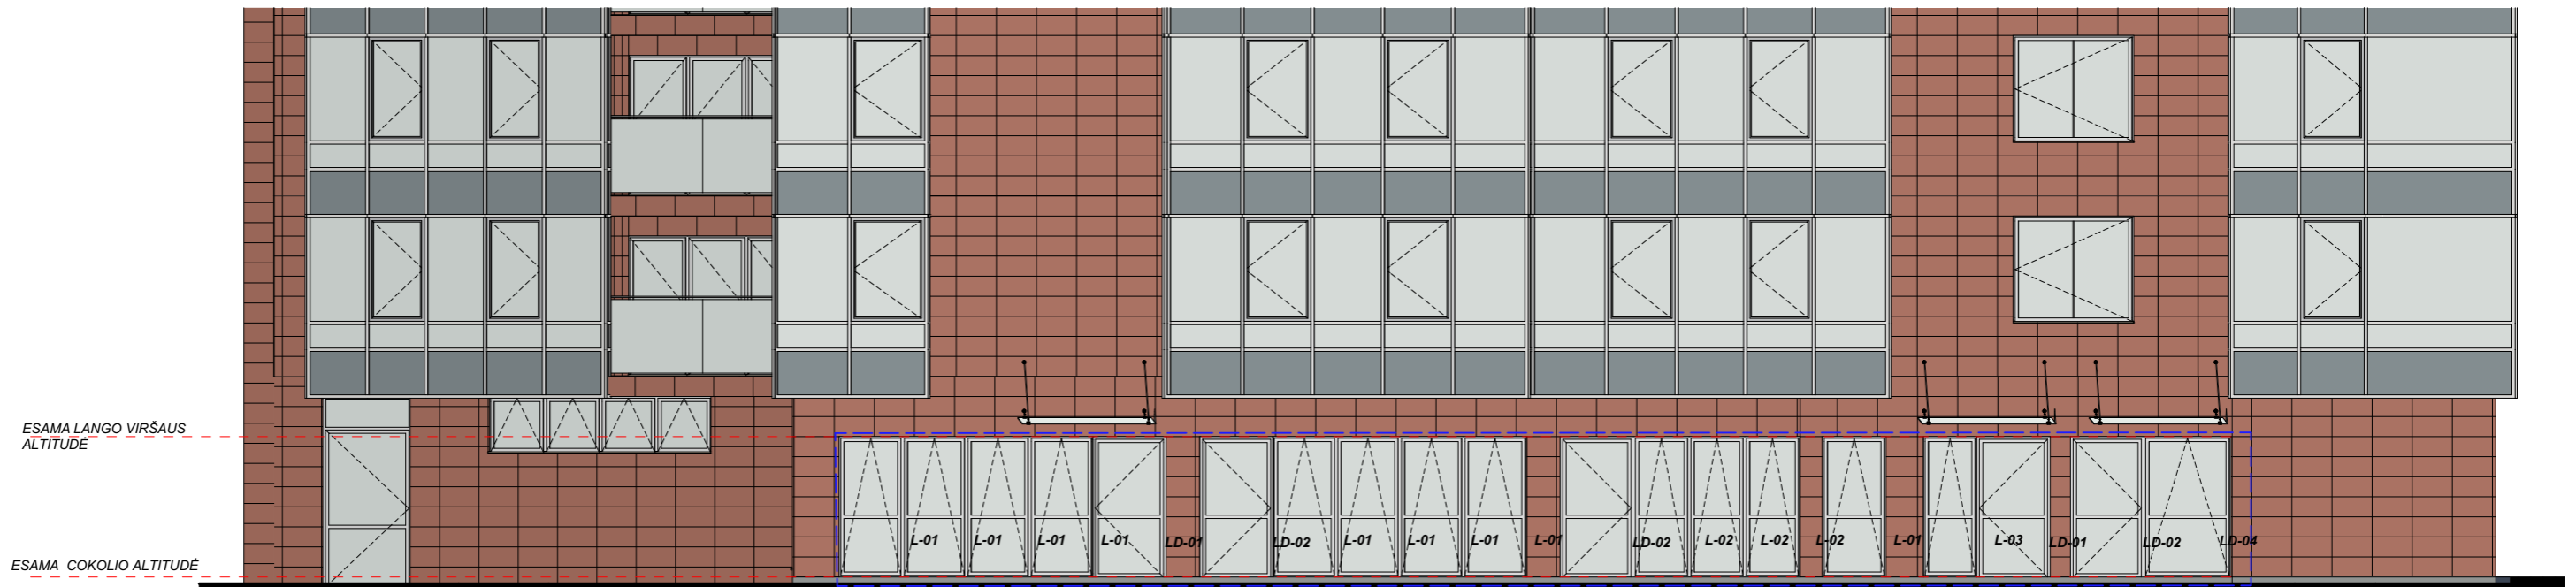 ESAMA LANGO VIRŠAUS
ALTITUDĖ
L-01 L-01 L-01 L-01 LD-01 LD-02 L-01 L-01 L-01 L-01 LD-02 L-02 L-02 L-02 L-01 L-03 LD-01 LD-02 LD-04
ESAMA COKOLIO ALTITUDĖ